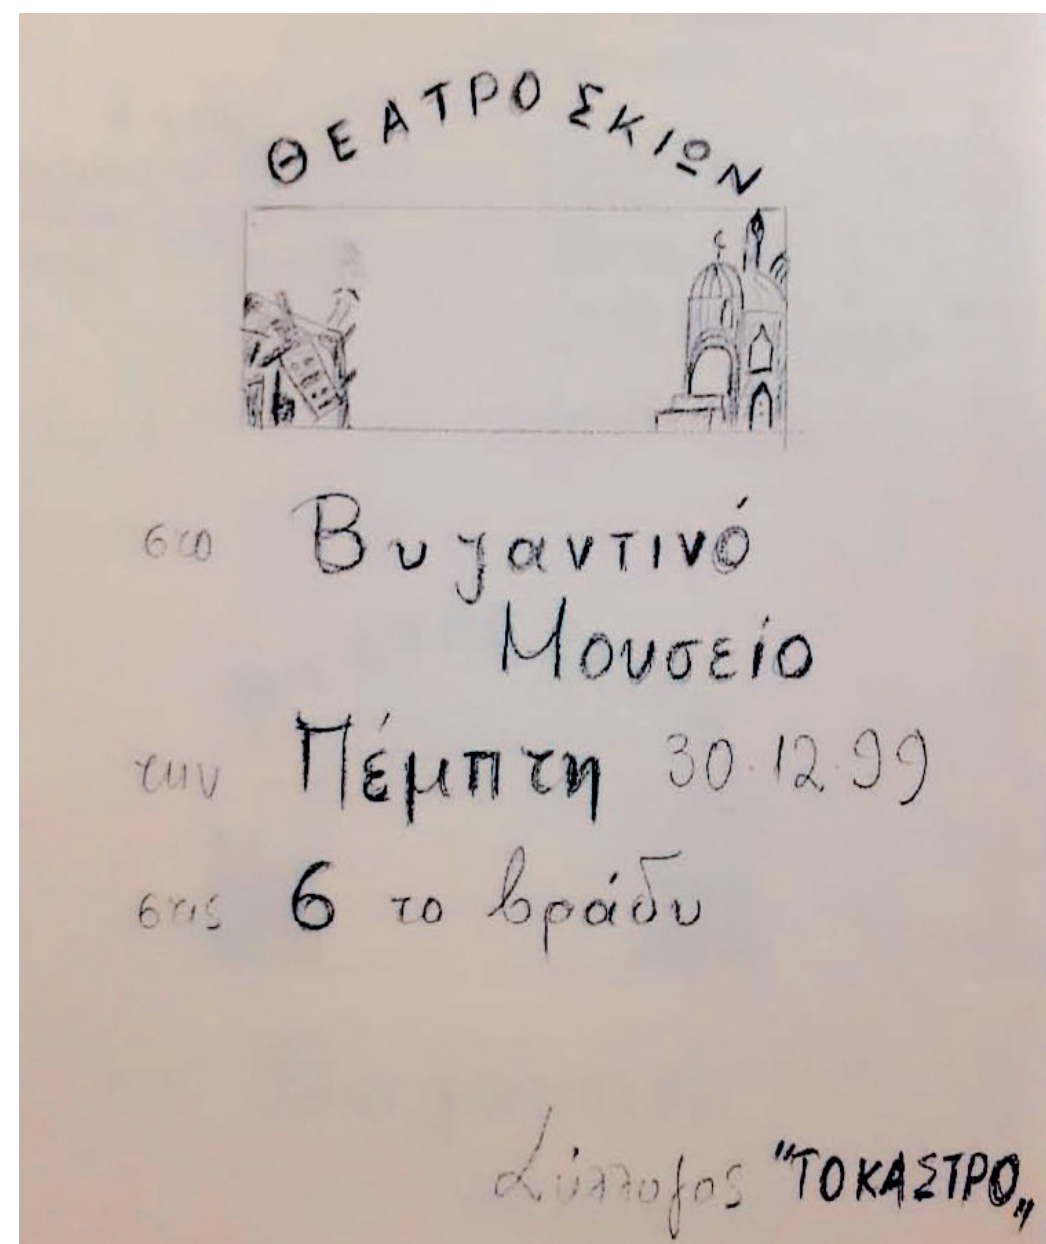 ΘΕΑΤΡΟ ΣΚΙΩΝ
στο Βυζαντινό
Μουσείο
την Πέμπτη 30.12.99
στις 6 το βράδυ
Σύλλογος "ΤΟ ΚΑΣΤΡΟ„